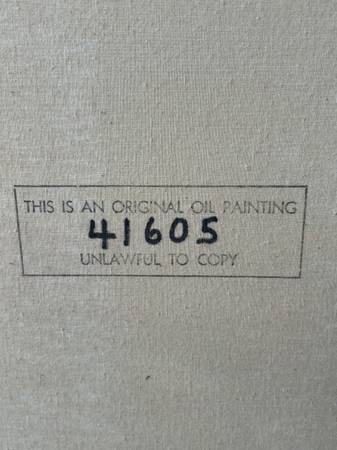 THIS IS AN ORIGINAL OIL PAINTING
41605
UNLAWFUL TO COPY